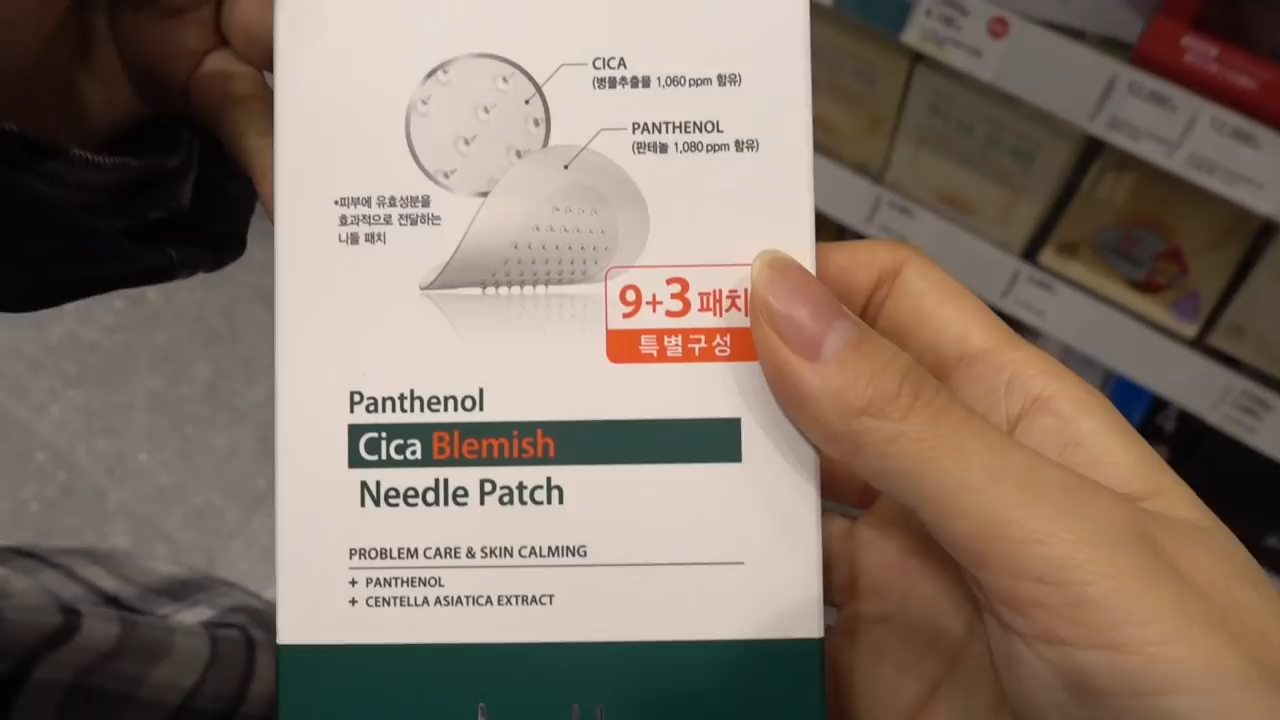 CICA
(병풀추출물 1,060 ppm 함유)
PANTHENOL
(판테놀 1,080 ppm 함유)
*피부에 유효성분을
효과적으로 전달하는
니들 패치
9+3 패치
특별구성
Panthenol
Cica Blemish
Needle Patch
PROBLEM CARE & SKIN CALMING
+ PANTHENOL
+ CENTELLA ASIATICA EXTRACT